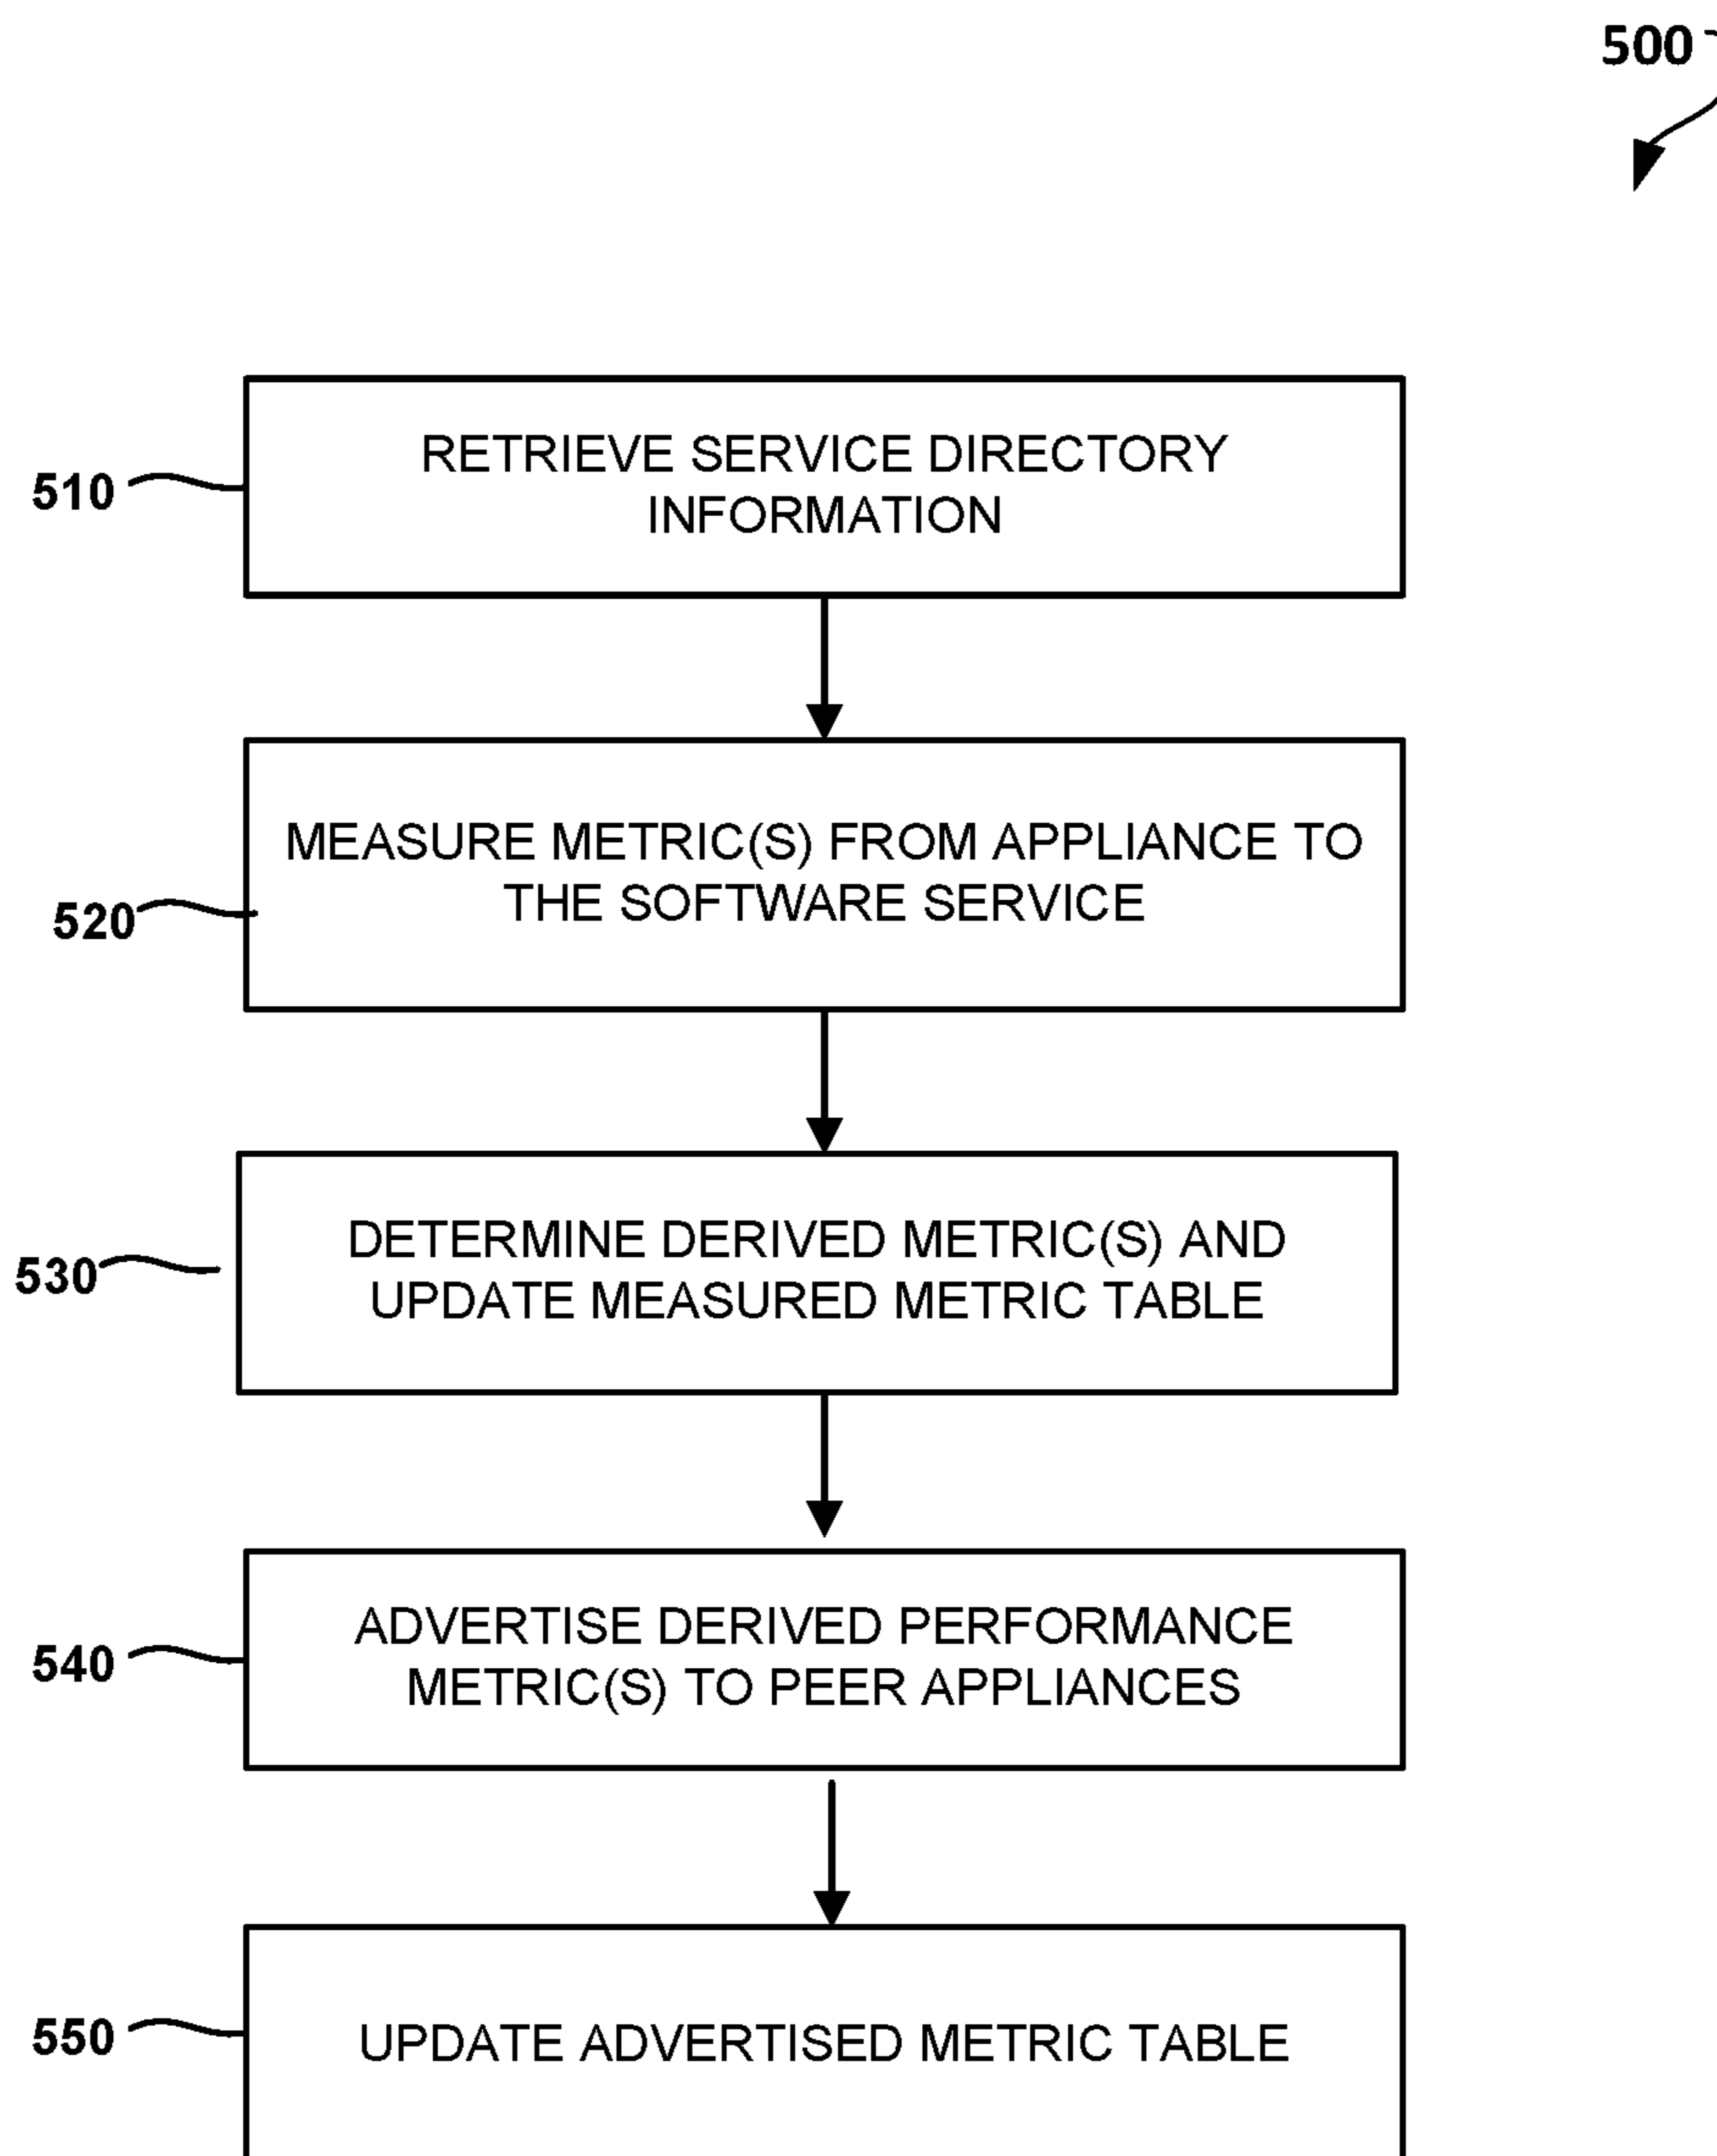 500
510
RETRIEVE SERVICE DIRECTORY
INFORMATION
MEASURE METRIC(S) FROM APPLIANCE TO
THE SOFTWARE SERVICE
520
530
DETERMINE DERIVED METRIC(S) AND
UPDATE MEASURED METRIC TABLE
540
ADVERTISE DERIVED PERFORMANCE
METRIC(S) TO PEER APPLIANCES
550
UPDATE ADVERTISED METRIC TABLE